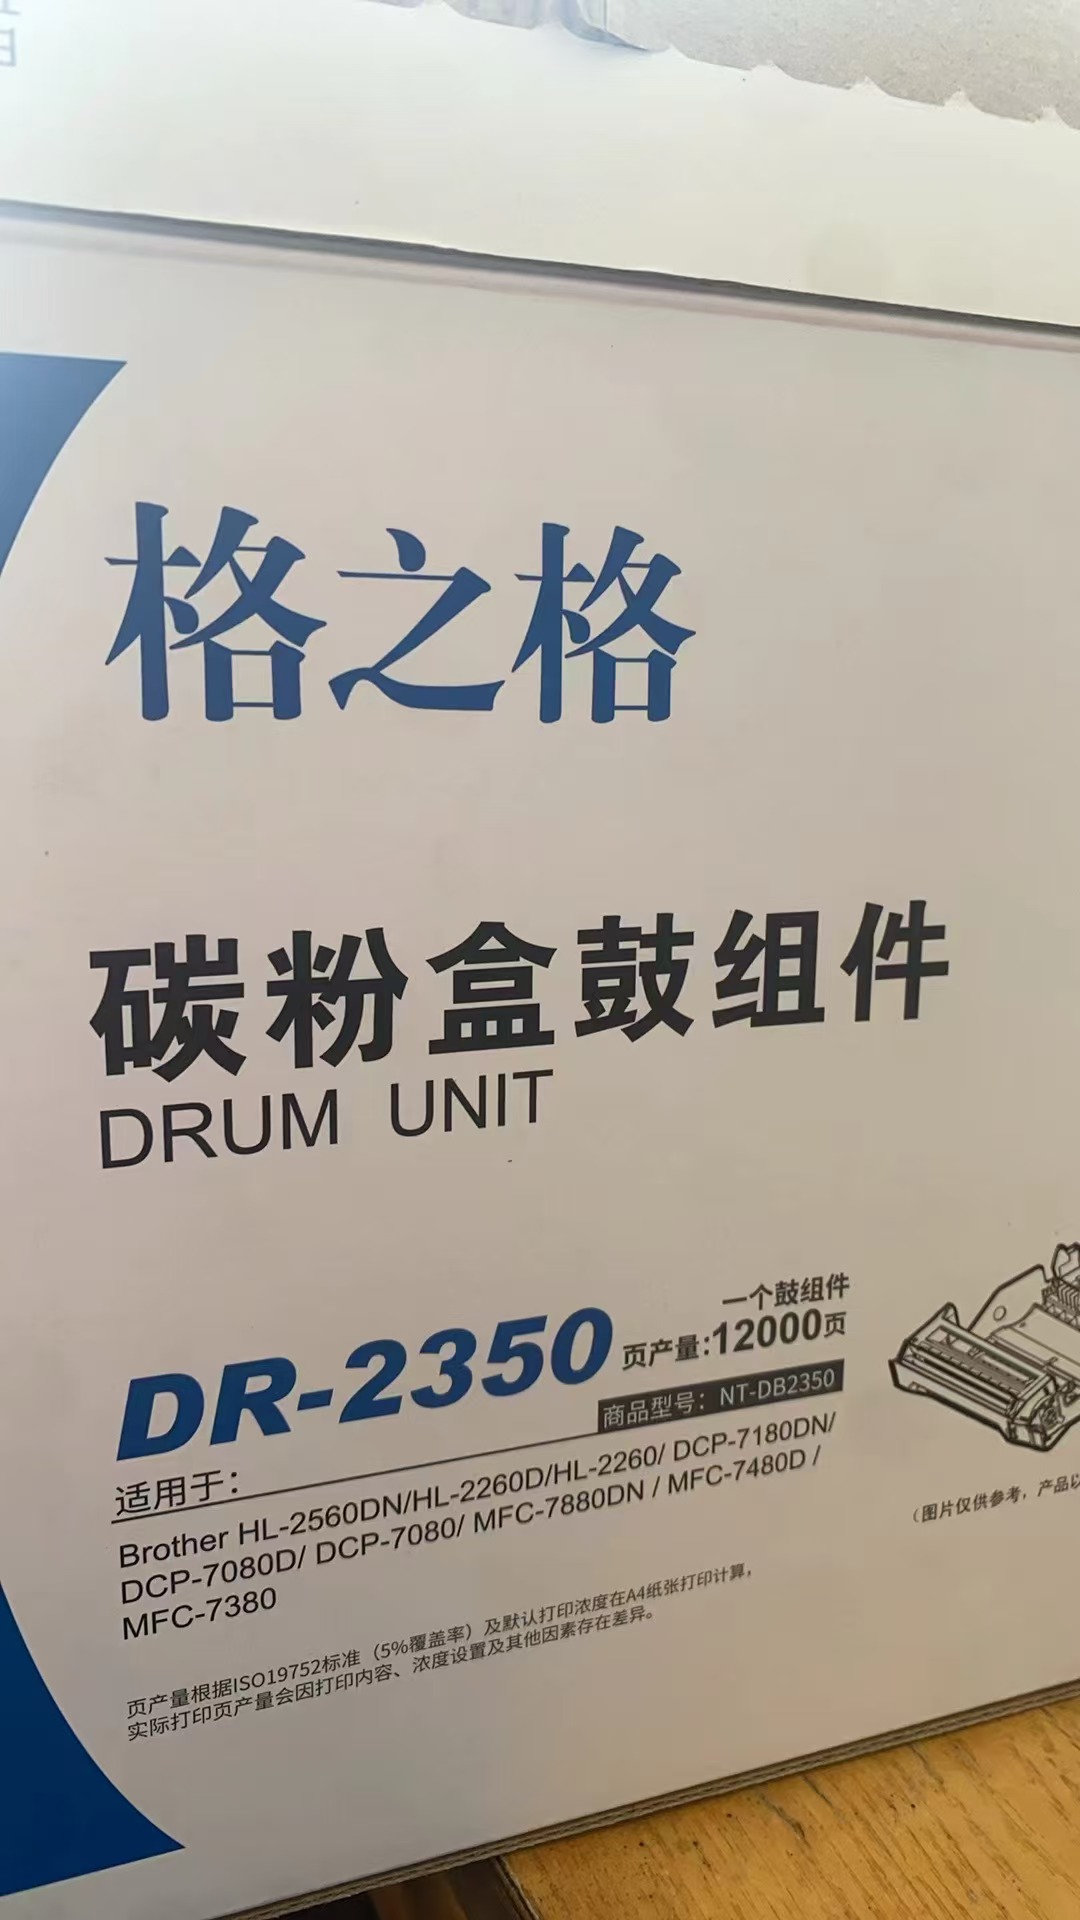 日
格之格
碳粉盒鼓组件
DRUM UNIT
一个鼓组件
DR-2350 页产量:12000页
商品型号：NT-DB2350
适用于：
Brother HL-2560DN/HL-2260D/HL-2260/ DCP-7180DN/
DCP-7080D/ DCP-7080/ MFC-7880DN / MFC-7480D /
MFC-7380
（图片仅供参考，产品以
页产量根据ISO19752标准（5%覆盖率）及默认打印浓度在A4纸张打印计算，
实际打印页产量会因打印内容、浓度设置及其他因素存在差异。